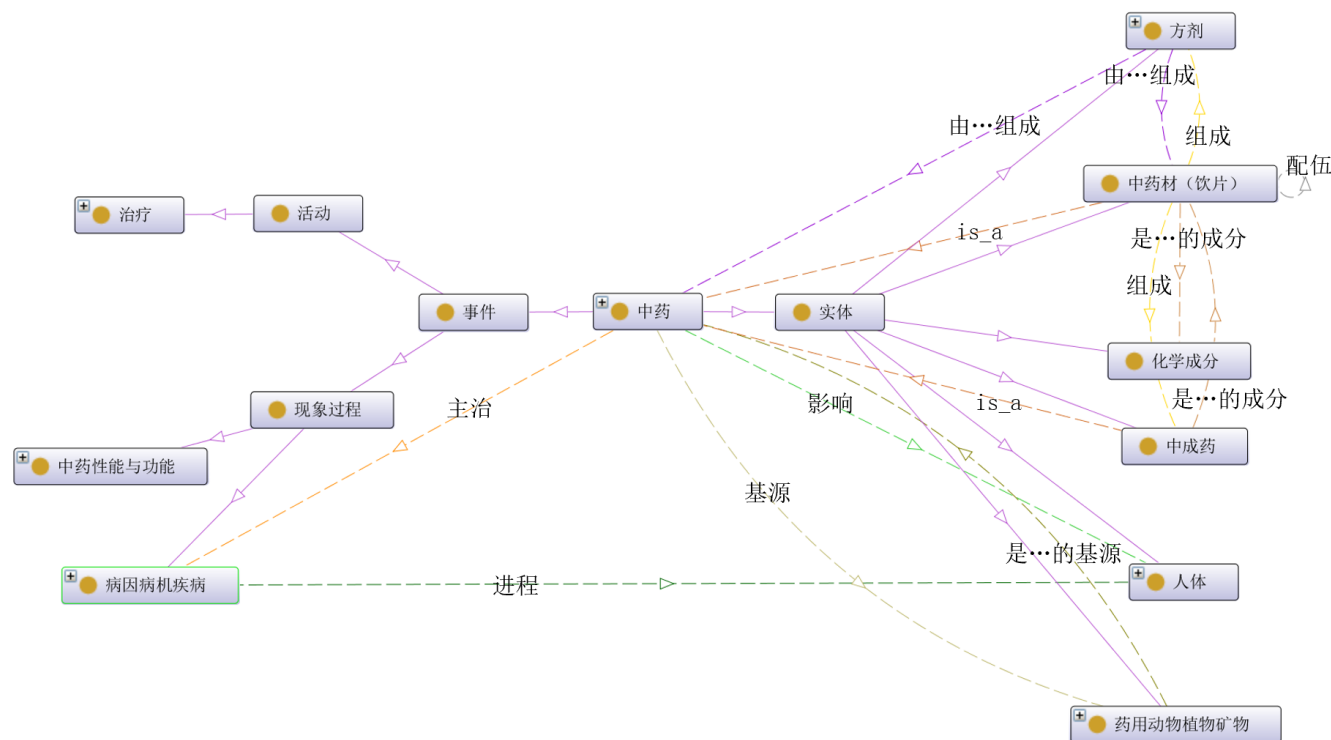 方剂
由…组成
由…组成
组成
配伍
中药材（饮片）
治疗
活动
is_a
是…的成分
组成
事件
中药
实体
化学成分
现象过程
主治
影响
is_a
是…的成分
中药性能与功能
中成药
基源
是…的基源
病因病机疾病
进程
人体
药用动物植物矿物